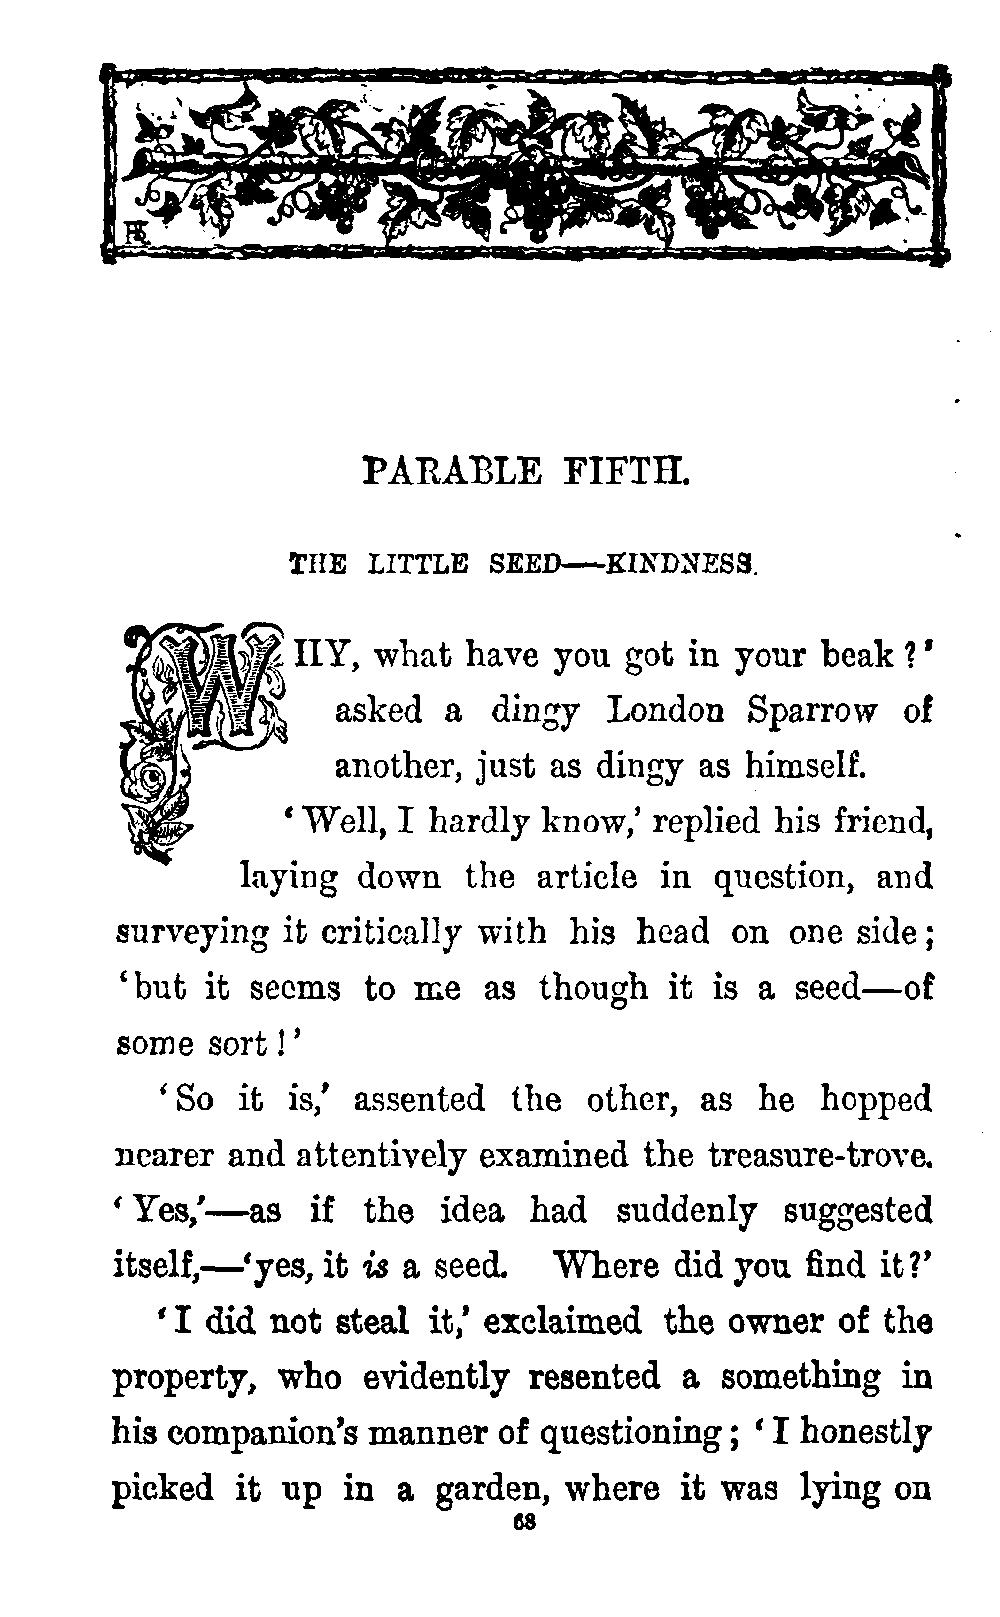 PARABLE FIFTH.
THE LITTLE SEED—KINDNESS.
WHY, what have you got in your beak?’
asked a dingy London Sparrow of
another, just as dingy as himself.
‘Well, I hardly know,’ replied his friend,
laying down the article in question, and
surveying it critically with his head on one side;
‘but it seems to me as though it is a seed—of
some sort!’
‘So it is,’ assented the other, as he hopped
nearer and attentively examined the treasure-trove.
‘Yes,’—as if the idea had suddenly suggested
itself,—‘yes, it is a seed. Where did you find it?’
‘I did not steal it,’ exclaimed the owner of the
property, who evidently resented a something in
his companion’s manner of questioning; ‘I honestly
picked it up in a garden, where it was lying on
68